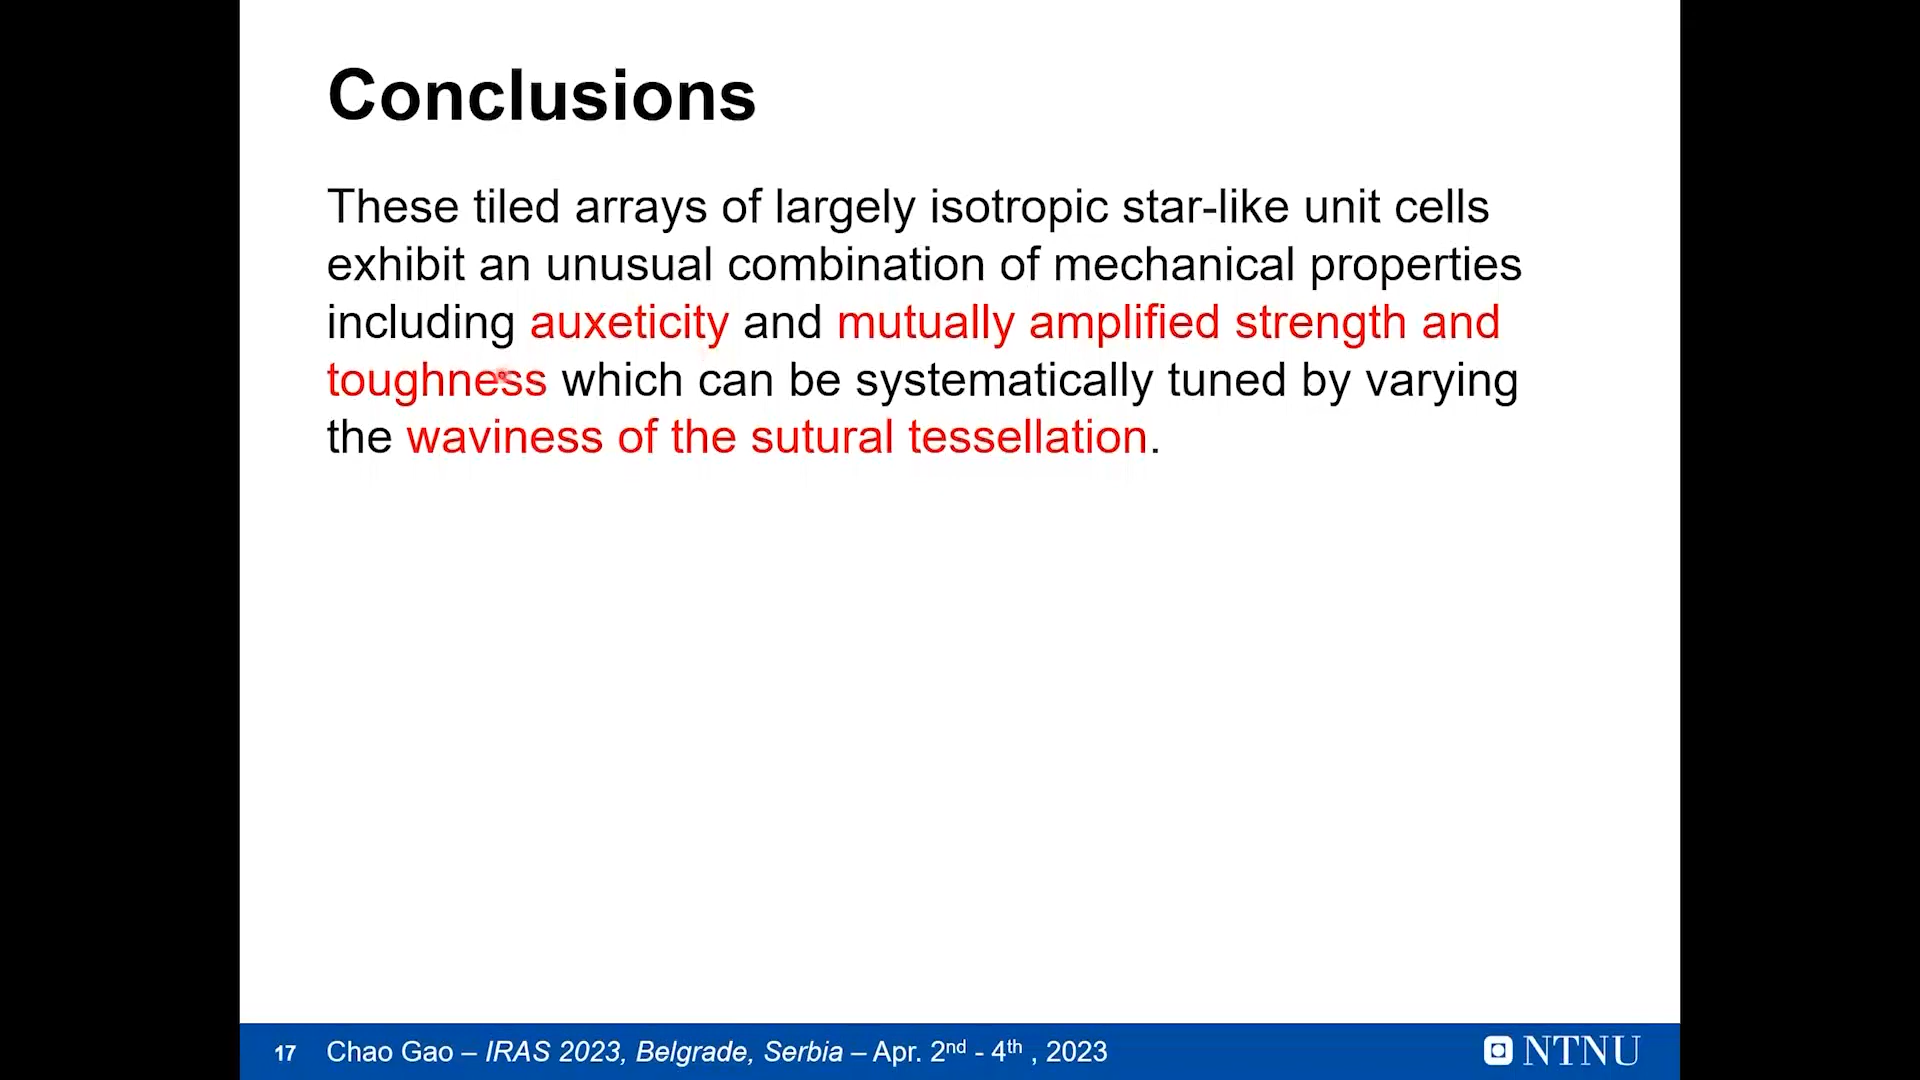 Conclusions
These tiled arrays of largely isotropic star-like unit cells
exhibit an unusual combination of mechanical properties
including auxeticity and mutually amplified strength and
toughness which can be systematically tuned by varying
the waviness of the sutural tessellation.
17 Chao Gao – IRAS 2023, Belgrade, Serbia – Apr. 2nd - 4th , 2023
NTNU